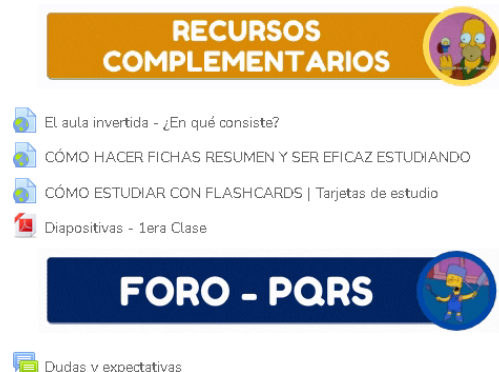 RECURSOS
COMPLEMENTARIOS
El aula invertida - ¿En qué consiste?
CÓMO HACER FICHAS RESUMEN Y SER EFICAZ ESTUDIANDO
CÓMO ESTUDIAR CON FLASHCARDS | Tarjetas de estudio
Diapositivas - 1era Clase
FORO - PQRS
Dudas y expectativas